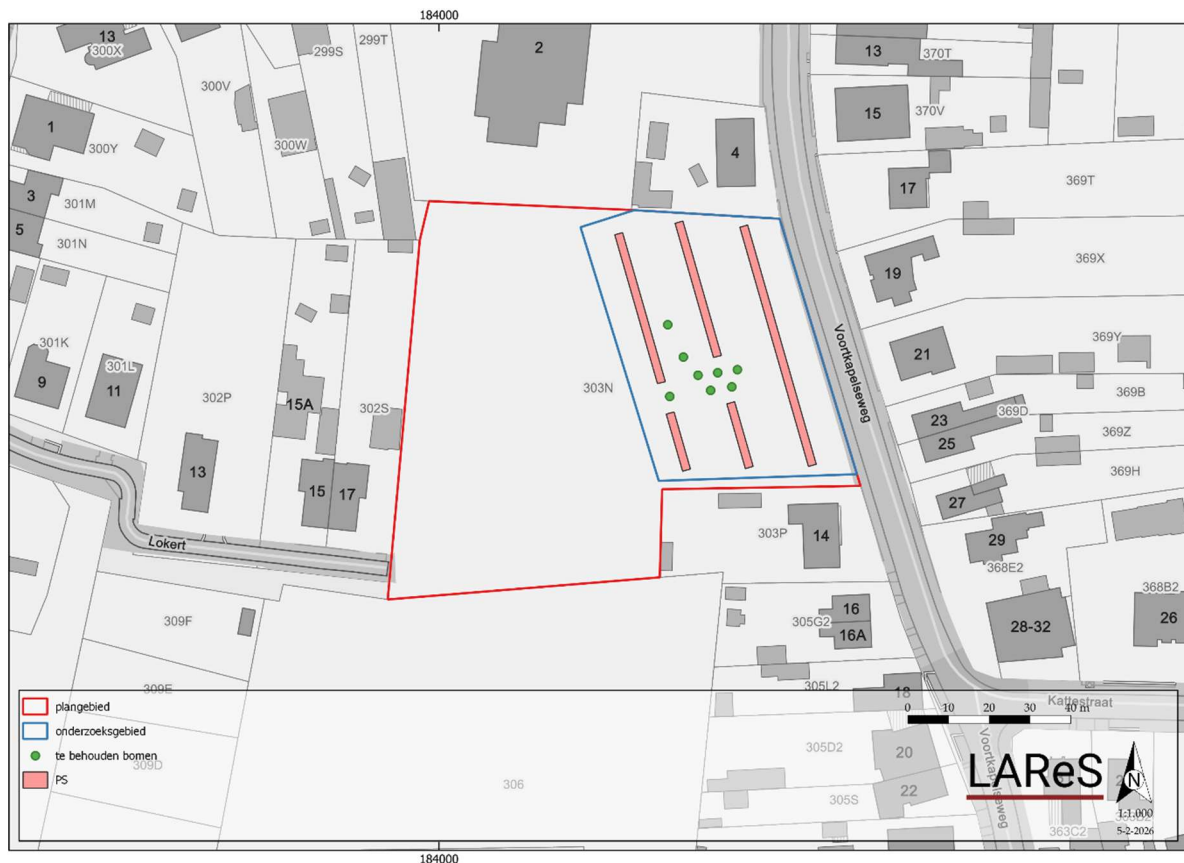 184000
13
300X
299S
299T
2
13
370T
300V
15
370V
1
300Y
300W
4
3
301M
17
369T
5
301N
19
369X
301K
301L
9
11
302P
15A
302S
303N
Voortkapelseweg
21
369Y
369B
23
369D
25
369Z
369H
13
15
17
27
Lokert
303P
14
29
368E2
309F
305G2
16
16A
28-32
368B2
26
309E
305L2
18
Kattestraat
plangebied
0 10 20 30 40 m
onderzoeksgebied
te behouden bomen
309D
306
305D2
20
Voortkapelseweg
PS
305S
22
LAReS
N
1:1.000
5-2-2026
363C2
184000